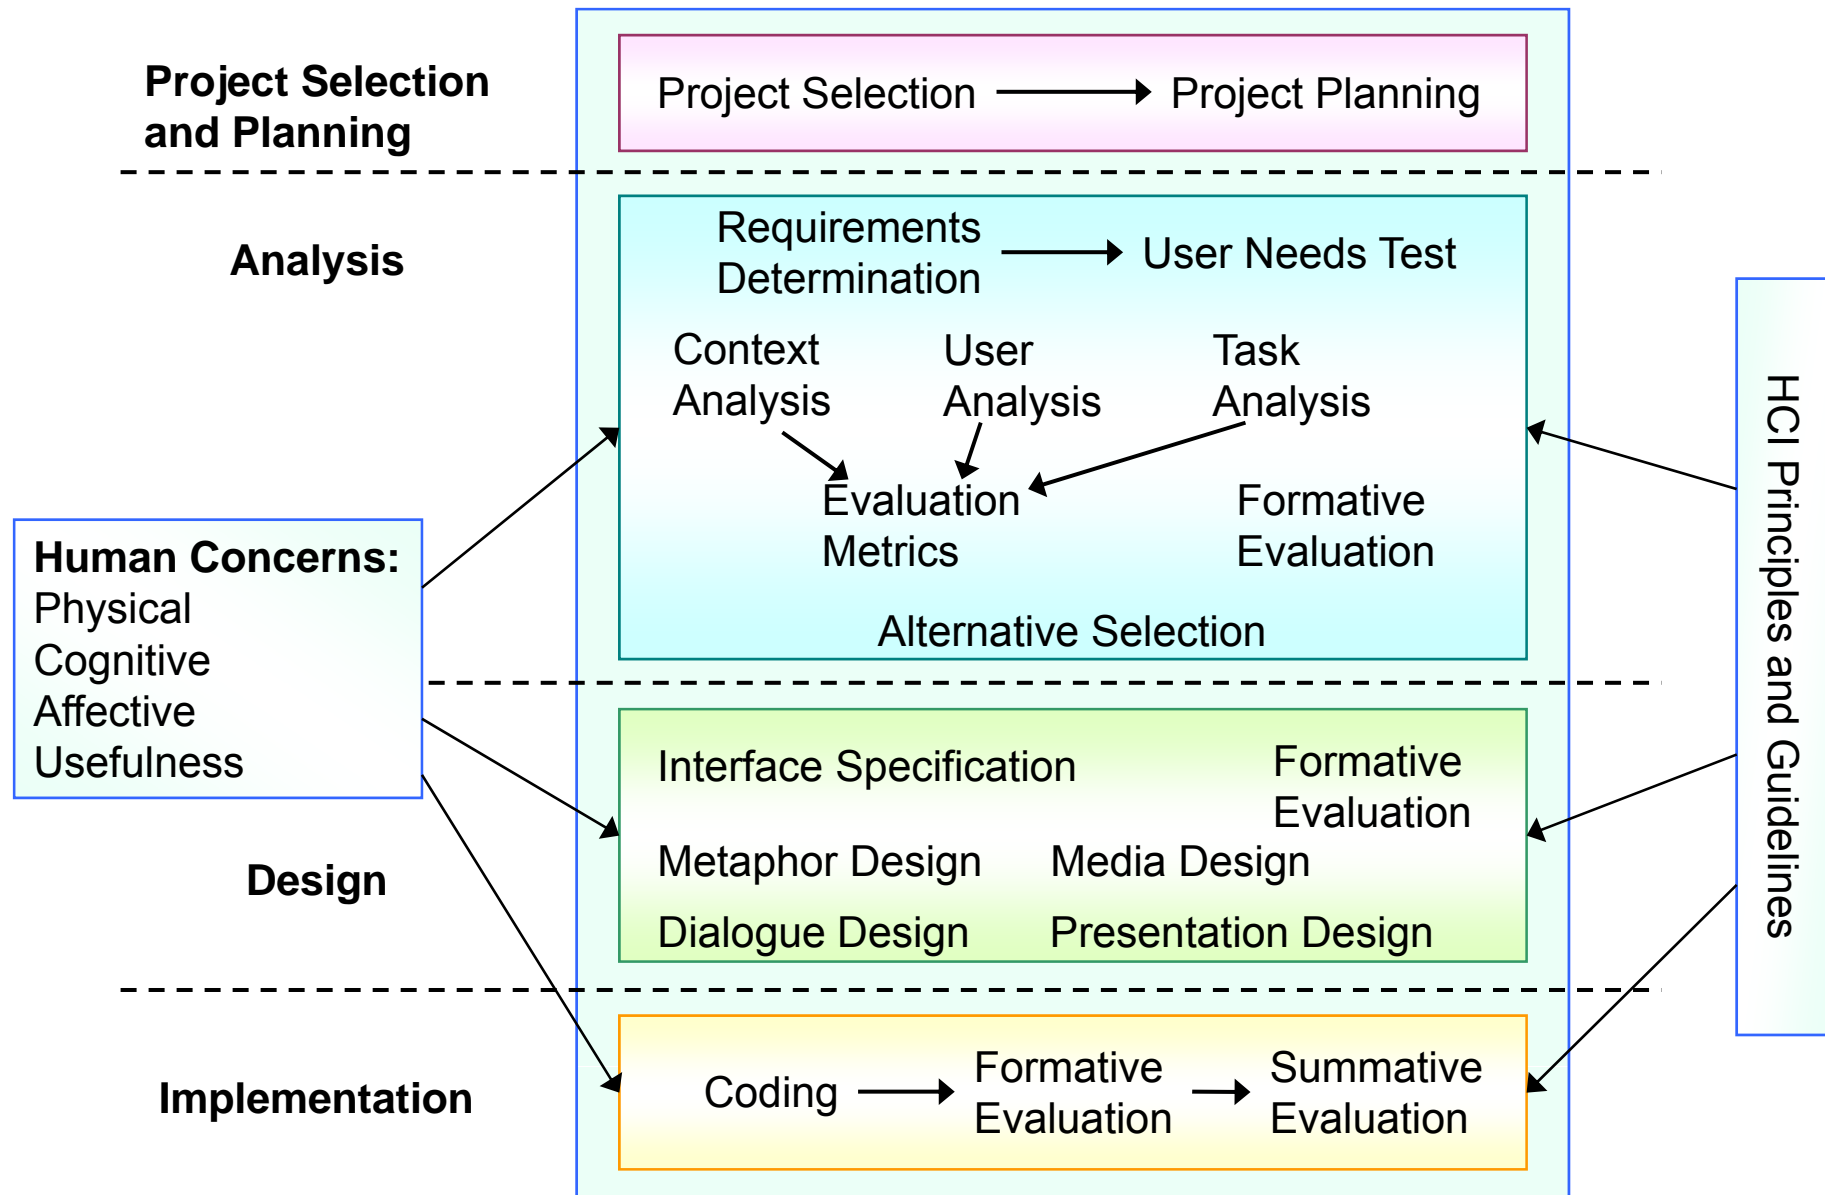 Project Selection
and Planning
Project Selection
Project Planning
Analysis
Requirements
Determination
User Needs Test
Context
Analysis
User
Analysis
Task
Analysis
Evaluation
Metrics
Formative
Evaluation
Alternative Selection
Human Concerns:
Physical
Cognitive
Affective
Usefulness
HCI Principles and Guidelines
Design
Interface Specification
Formative
Evaluation
Metaphor Design
Media Design
Dialogue Design
Presentation Design
Implementation
Coding
Formative
Evaluation
Summative
Evaluation